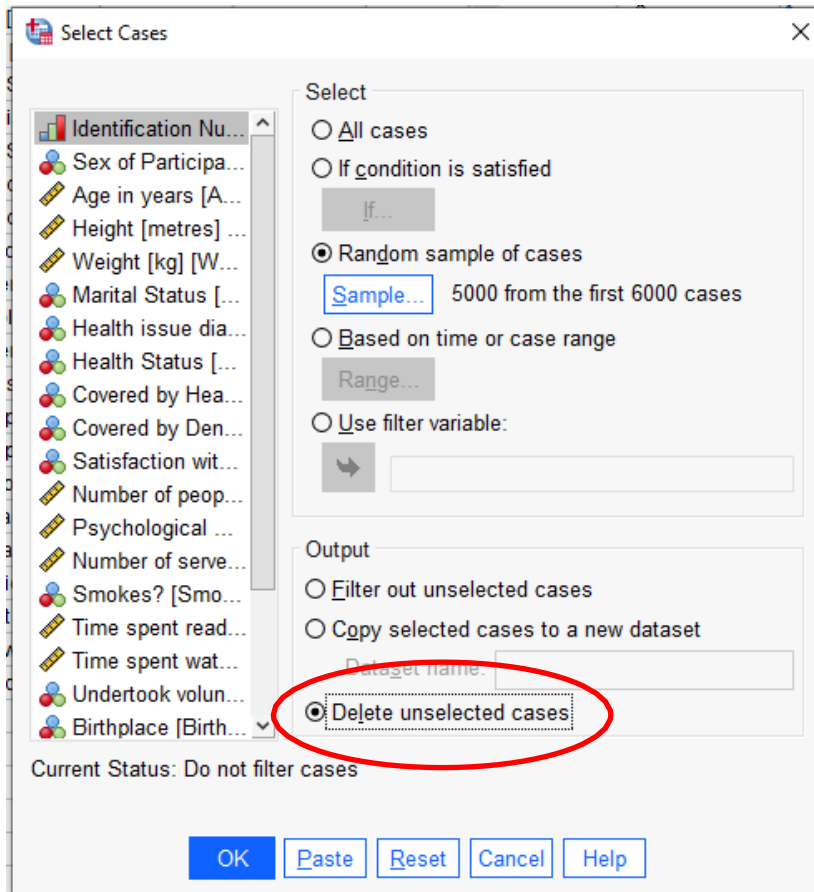 Select Cases
Identification Nu...
Sex of Participa...
Age in years [A...
Height [metres] ...
Weight [kg] [W...
Marital Status [...
Health issue dia...
Health Status [...
Covered by Hea...
Covered by Den...
Satisfaction wit...
Number of peop...
Psychological ...
Number of serve...
Smokes? [Smo...
Time spent read...
Time spent wat...
Undertook volun...
Birthplace [Birth...
Select
All cases
If condition is satisfied
If...
Random sample of cases
Sample... 5000 from the first 6000 cases
Based on time or case range
Range...
Use filter variable:
Output
Filter out unselected cases
Copy selected cases to a new dataset
Dataset name:
Delete unselected cases
Current Status: Do not filter cases
OK Paste Reset Cancel Help